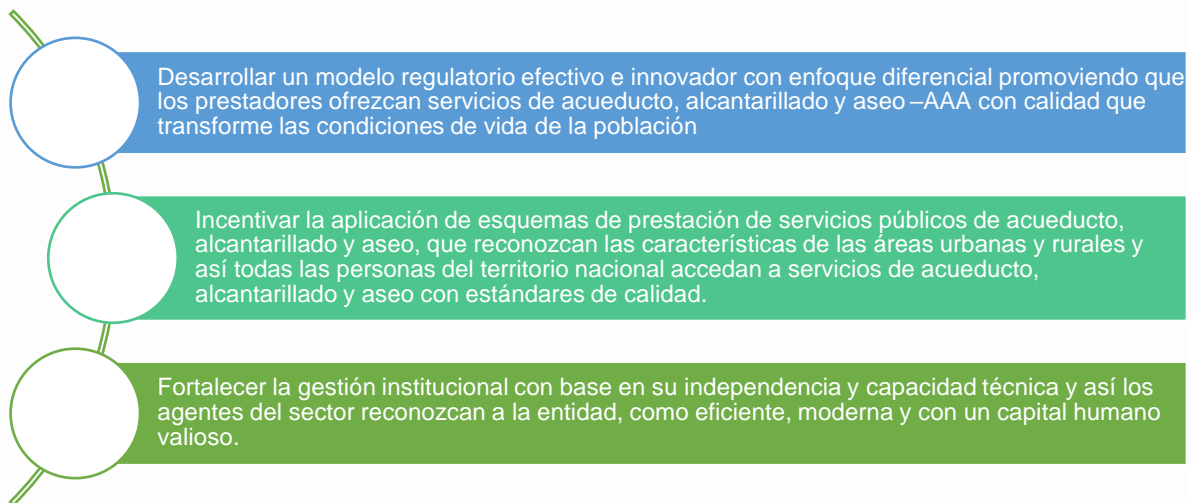 Desarrollar un modelo regulatorio efectivo e innovador con enfoque diferencial promoviendo que
los prestadores ofrezcan servicios de acueducto, alcantarillado y aseo –AAA con calidad que
transforme las condiciones de vida de la población
Incentivar la aplicación de esquemas de prestación de servicios públicos de acueducto,
alcantarillado y aseo, que reconozcan las características de las áreas urbanas y rurales y
así todas las personas del territorio nacional accedan a servicios de acueducto,
alcantarillado y aseo con estándares de calidad.
Fortalecer la gestión institucional con base en su independencia y capacidad técnica y así los
agentes del sector reconozcan a la entidad, como eficiente, moderna y con un capital humano
valioso.